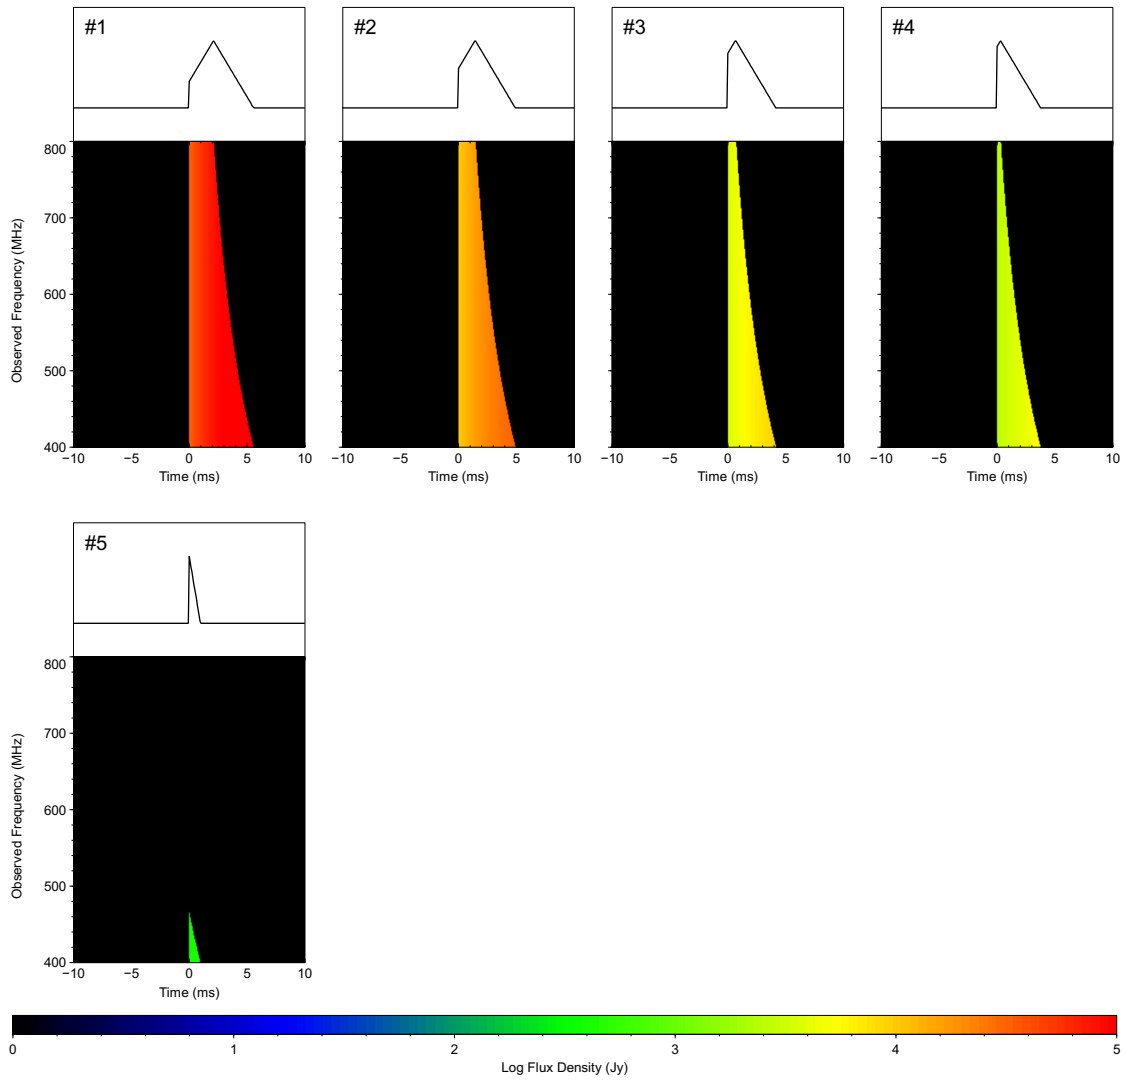 #1 #2 #3 #4
800
700
600
500
400
Observed Frequency (MHz)
−10 −5 0 5 10 −10 −5 0 5 10 −10 −5 0 5 10 −10 −5 0 5 10
Time (ms) Time (ms) Time (ms) Time (ms)
#5
800
700
600
500
400
Observed Frequency (MHz)
−10 −5 0 5 10
Time (ms)
0 1 2 3 4 5
Log Flux Density (Jy)